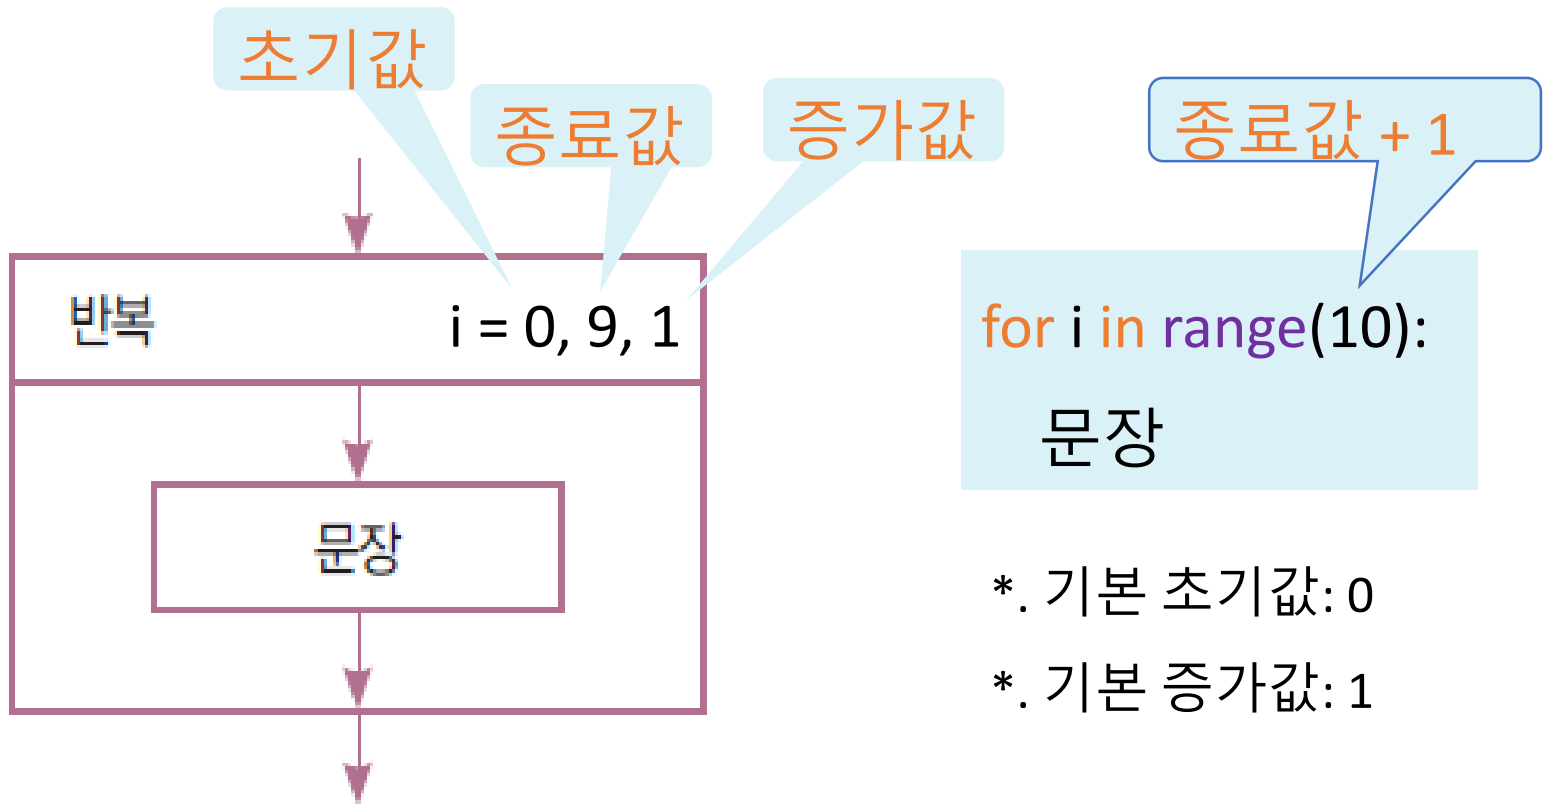 초기값
종료값
증가값
반복
i = 0, 9, 1
문장
종료값 + 1
for i in range(10):
문장
*. 기본 초기값: 0
*. 기본 증가값: 1